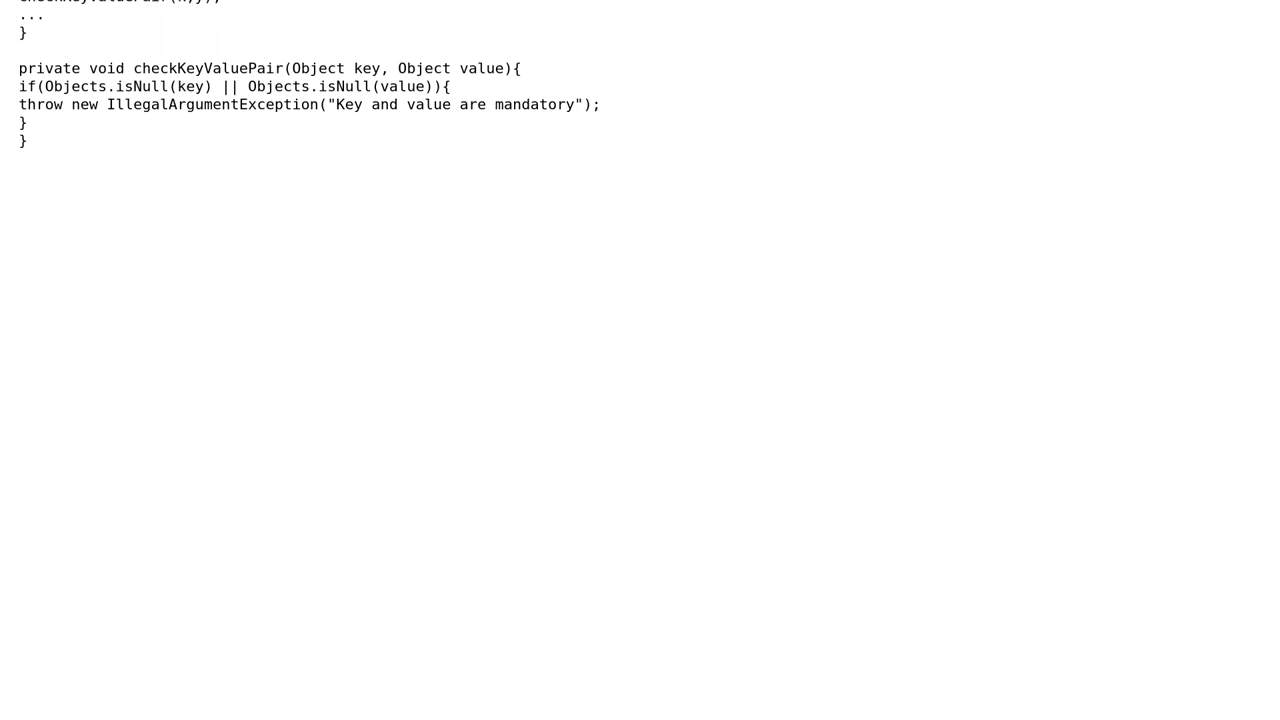 ...
}
private void checkKeyValuePair(Object key, Object value){
if(Objects.isNull(key) || Objects.isNull(value)){
throw new IllegalArgumentException("Key and value are mandatory");
}
}